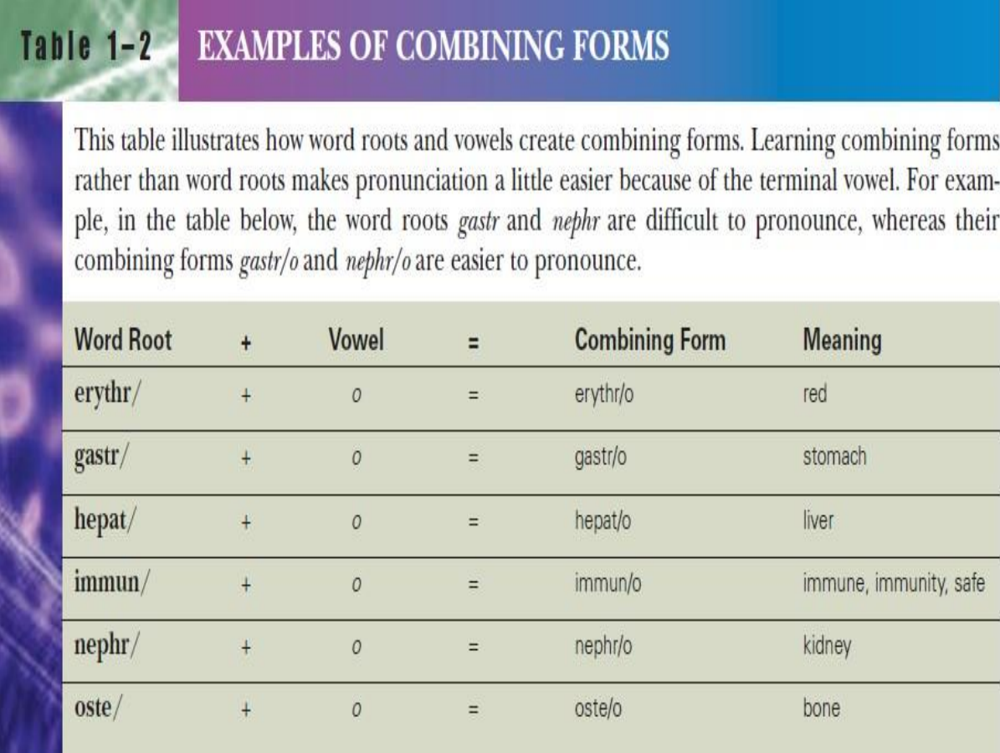 Table 1–2 EXAMPLES OF COMBINING FORMS
This table illustrates how word roots and vowels create combining forms. Learning combining forms
rather than word roots makes pronunciation a little easier because of the terminal vowel. For exam-
ple, in the table below, the word roots gastr and nephr are difficult to pronounce, whereas their
combining forms gastr/o and nephr/o are easier to pronounce.
Word Root + Vowel = Combining Form Meaning
erythr/ + o = erythr/o red
gastr/ + o = gastr/o stomach
hepat/ + o = hepat/o liver
immun/ + o = immun/o immune, immunity, safe
nephr/ + o = nephr/o kidney
oste/ + o = oste/o bone